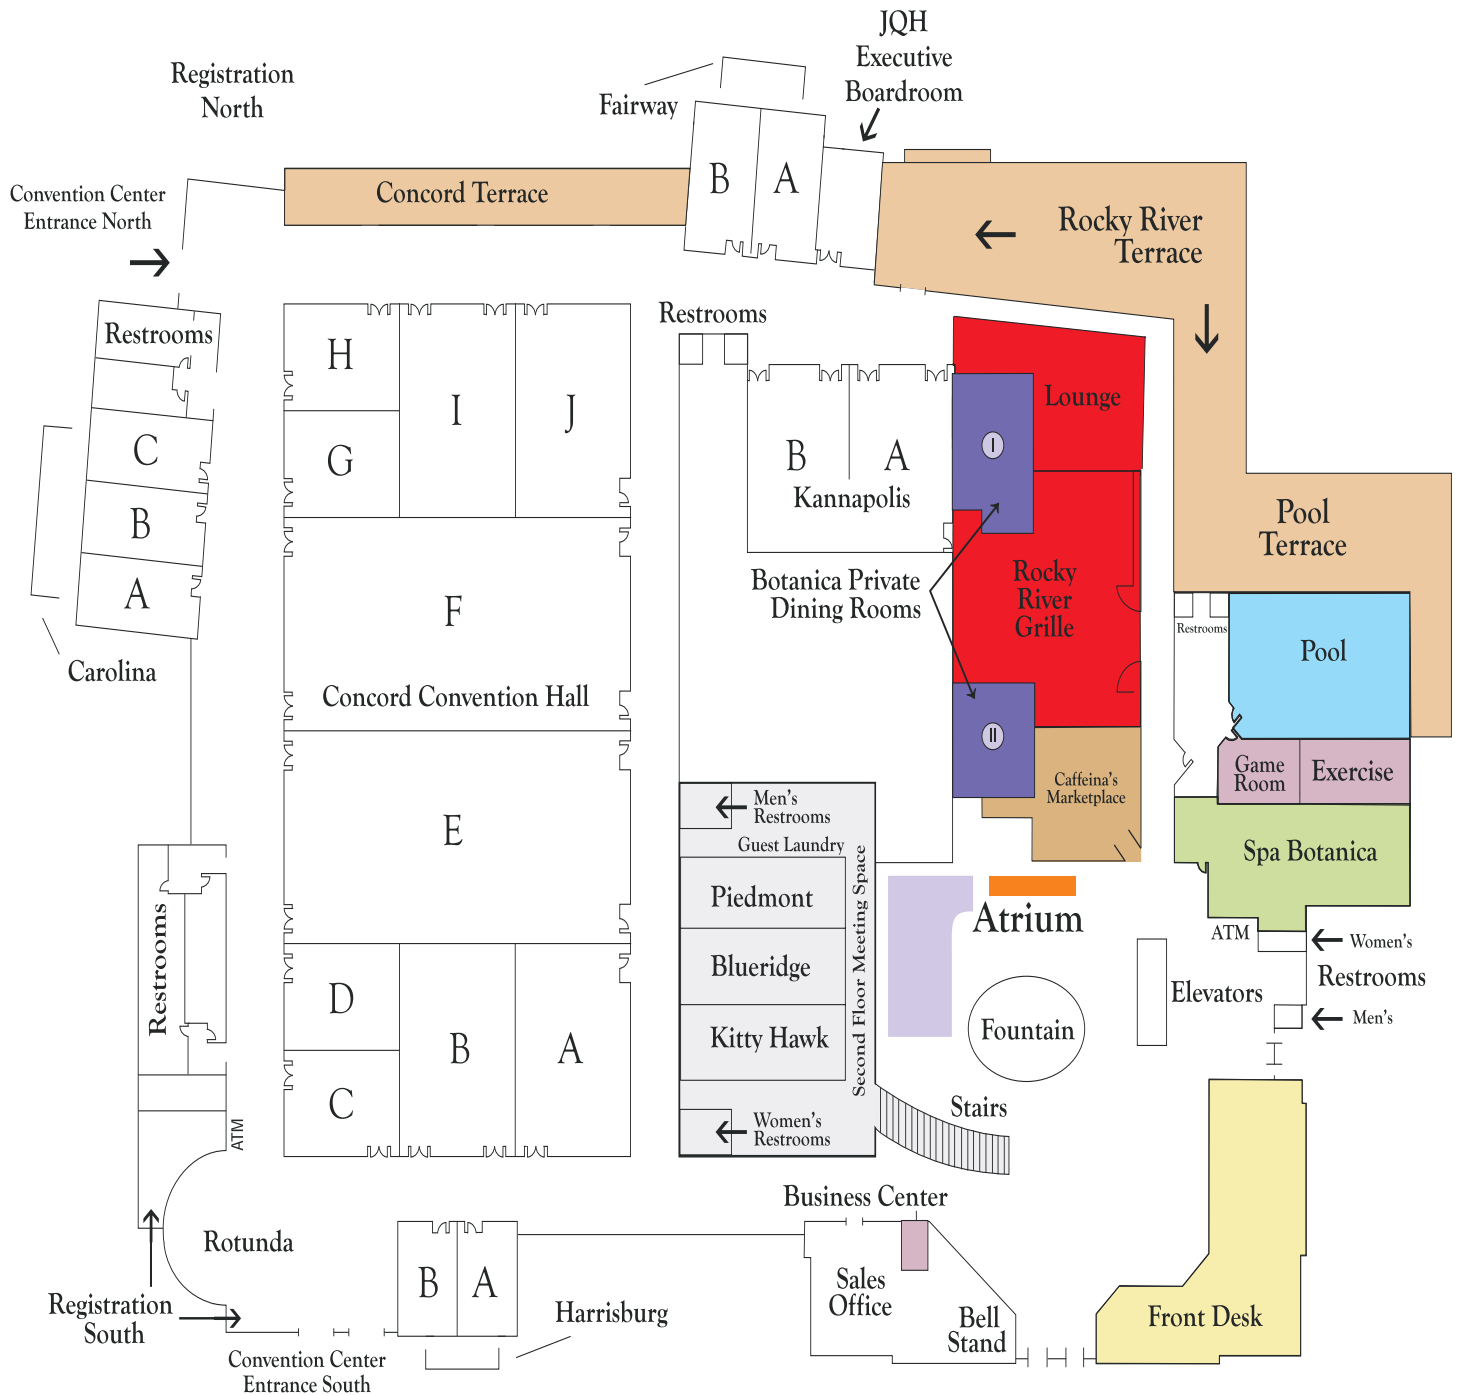 JQH
Executive
Boardroom
Registration
North
Fairway
Convention Center
Entrance North
Concord Terrace
B
A
Rocky River
Terrace
Restrooms
Restrooms
H
I
J
G
Lounge
I
C
B
A
Kannapolis
B
A
Carolina
Pool
Terrace
Botanica Private
Dining Rooms
Rocky
River
Grille
F
Concord Convention Hall
Restrooms
Pool
II
Game
Room
Exercise
Caffeina's
Marketplace
Men's
Restrooms
Guest Laundry
E
Spa Botanica
Piedmont
Blueridge
Kitty Hawk
Second Floor Meeting Space
Atrium
ATM
Women's
Restrooms
Men's
Elevators
Fountain
Restrooms
D
B
A
C
Women's
Restrooms
Stairs
ATM
Business Center
Rotunda
B
A
Sales
Office
Bell
Stand
Front Desk
Registration
South
Harrisburg
Convention Center
Entrance South